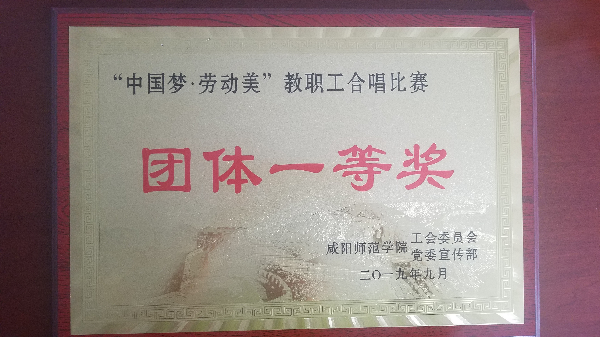 “中国梦·劳动美”教职工合唱比赛
团体一等奖
咸阳师范学院 工会委员会
党委宣传部
二〇一九年九月